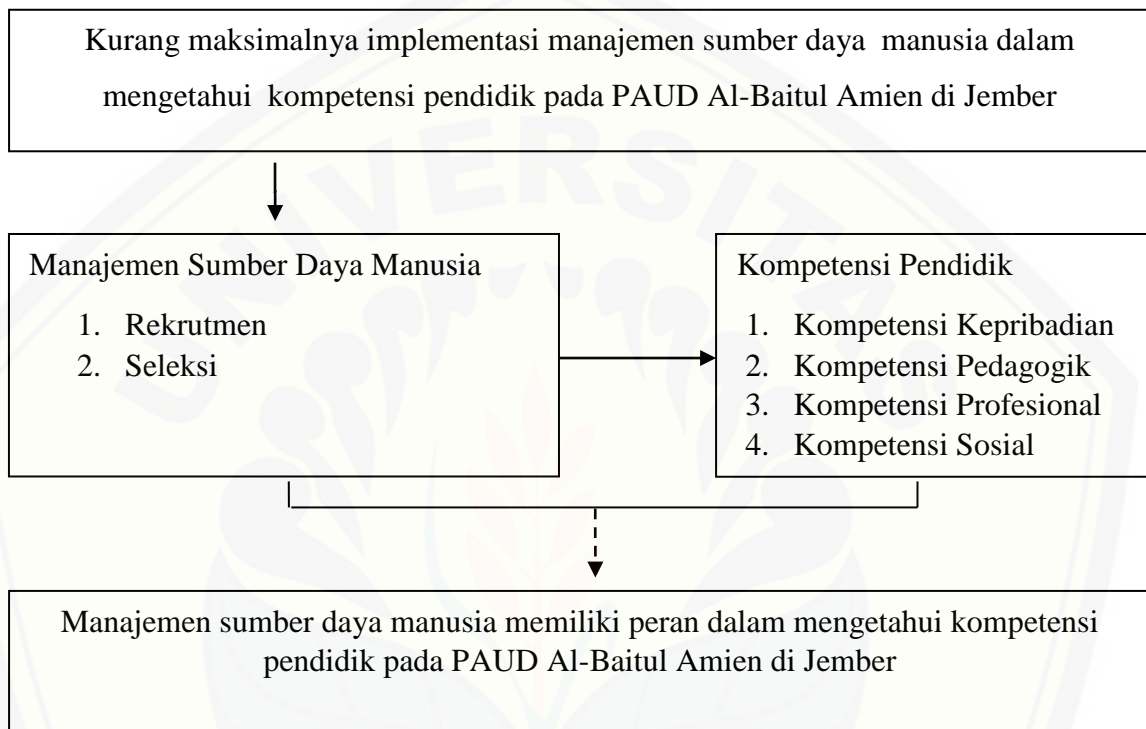 Kurang maksimalnya implementasi manajemen sumber daya manusia dalam
mengetahui kompetensi pendidik pada PAUD Al-Baitul Amien di Jember
UNIVERSITAS
Manajemen Sumber Daya Manusia
1. Rekrutmen
2. Seleksi
Kompetensi Pendidik
1. Kompetensi Kepribadian
2. Kompetensi Pedagogik
3. Kompetensi Profesional
4. Kompetensi Sosial
Manajemen sumber daya manusia memiliki peran dalam mengetahui kompetensi
pendidik pada PAUD Al-Baitul Amien di Jember